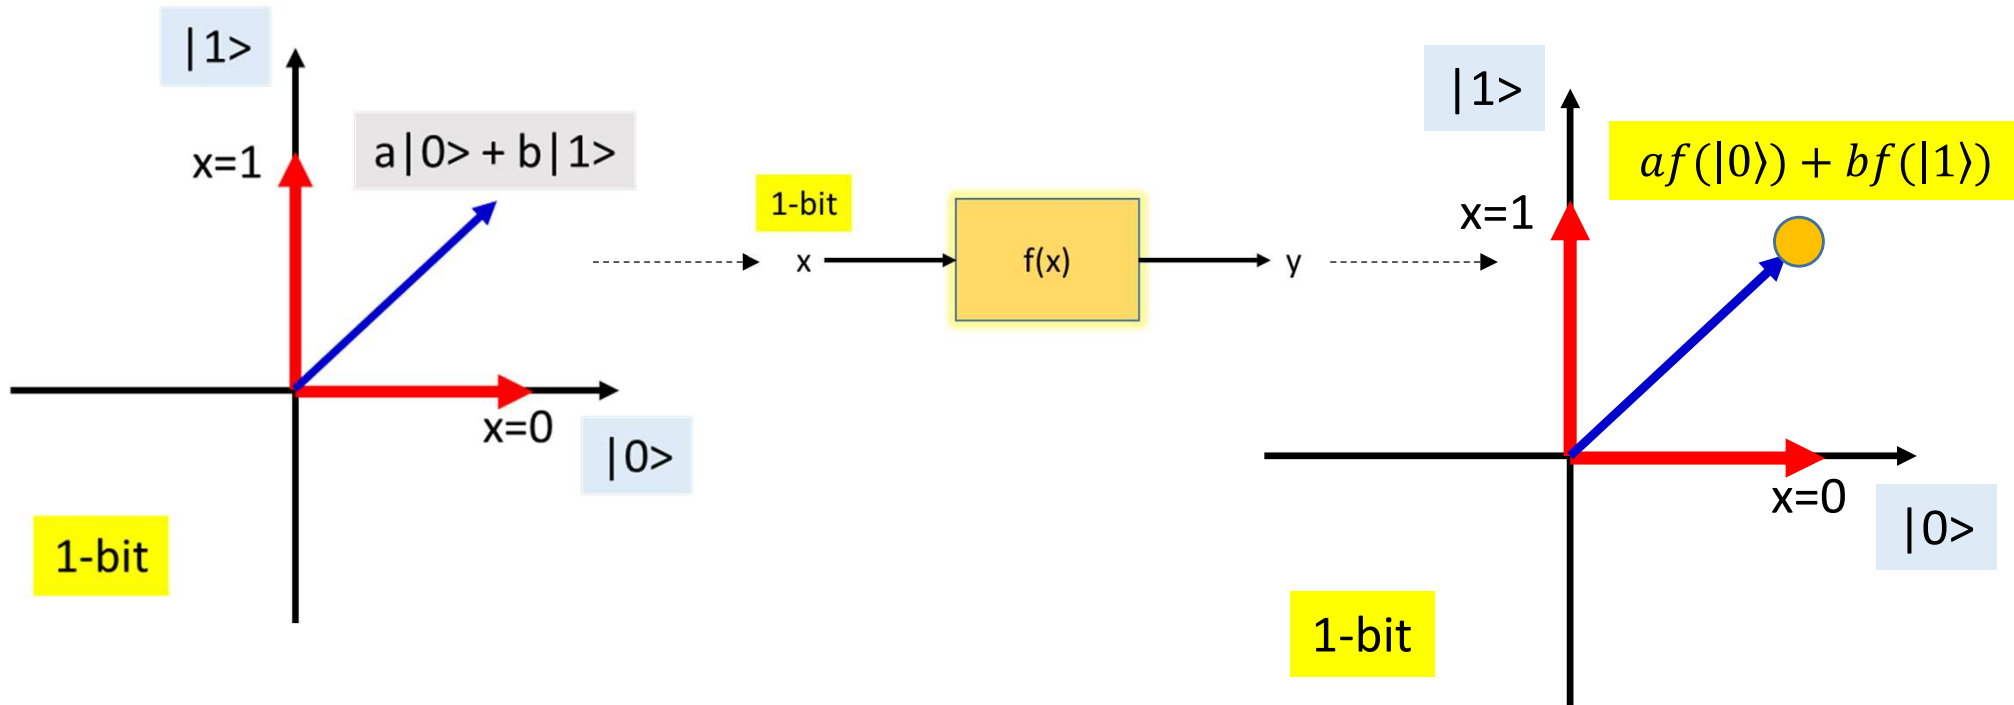 |1>
x=1
a|0> + b|1>
x=0
|0>
1-bit
1-bit
x
f(x)
y
|1>
af(|0⟩) + bf(|1⟩)
x=1
x=0
|0>
1-bit